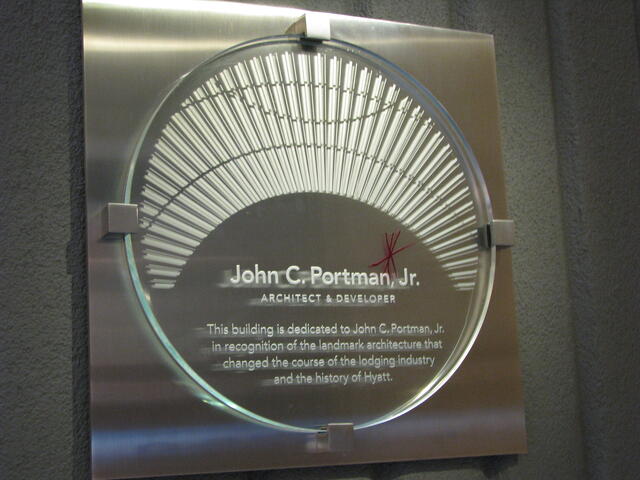 John C. Portman, Jr.
ARCHITECT & DEVELOPER
This building is dedicated to John C. Portman, Jr.
in recognition of the landmark architecture that
changed the course of the lodging industry
and the history of Hyatt.